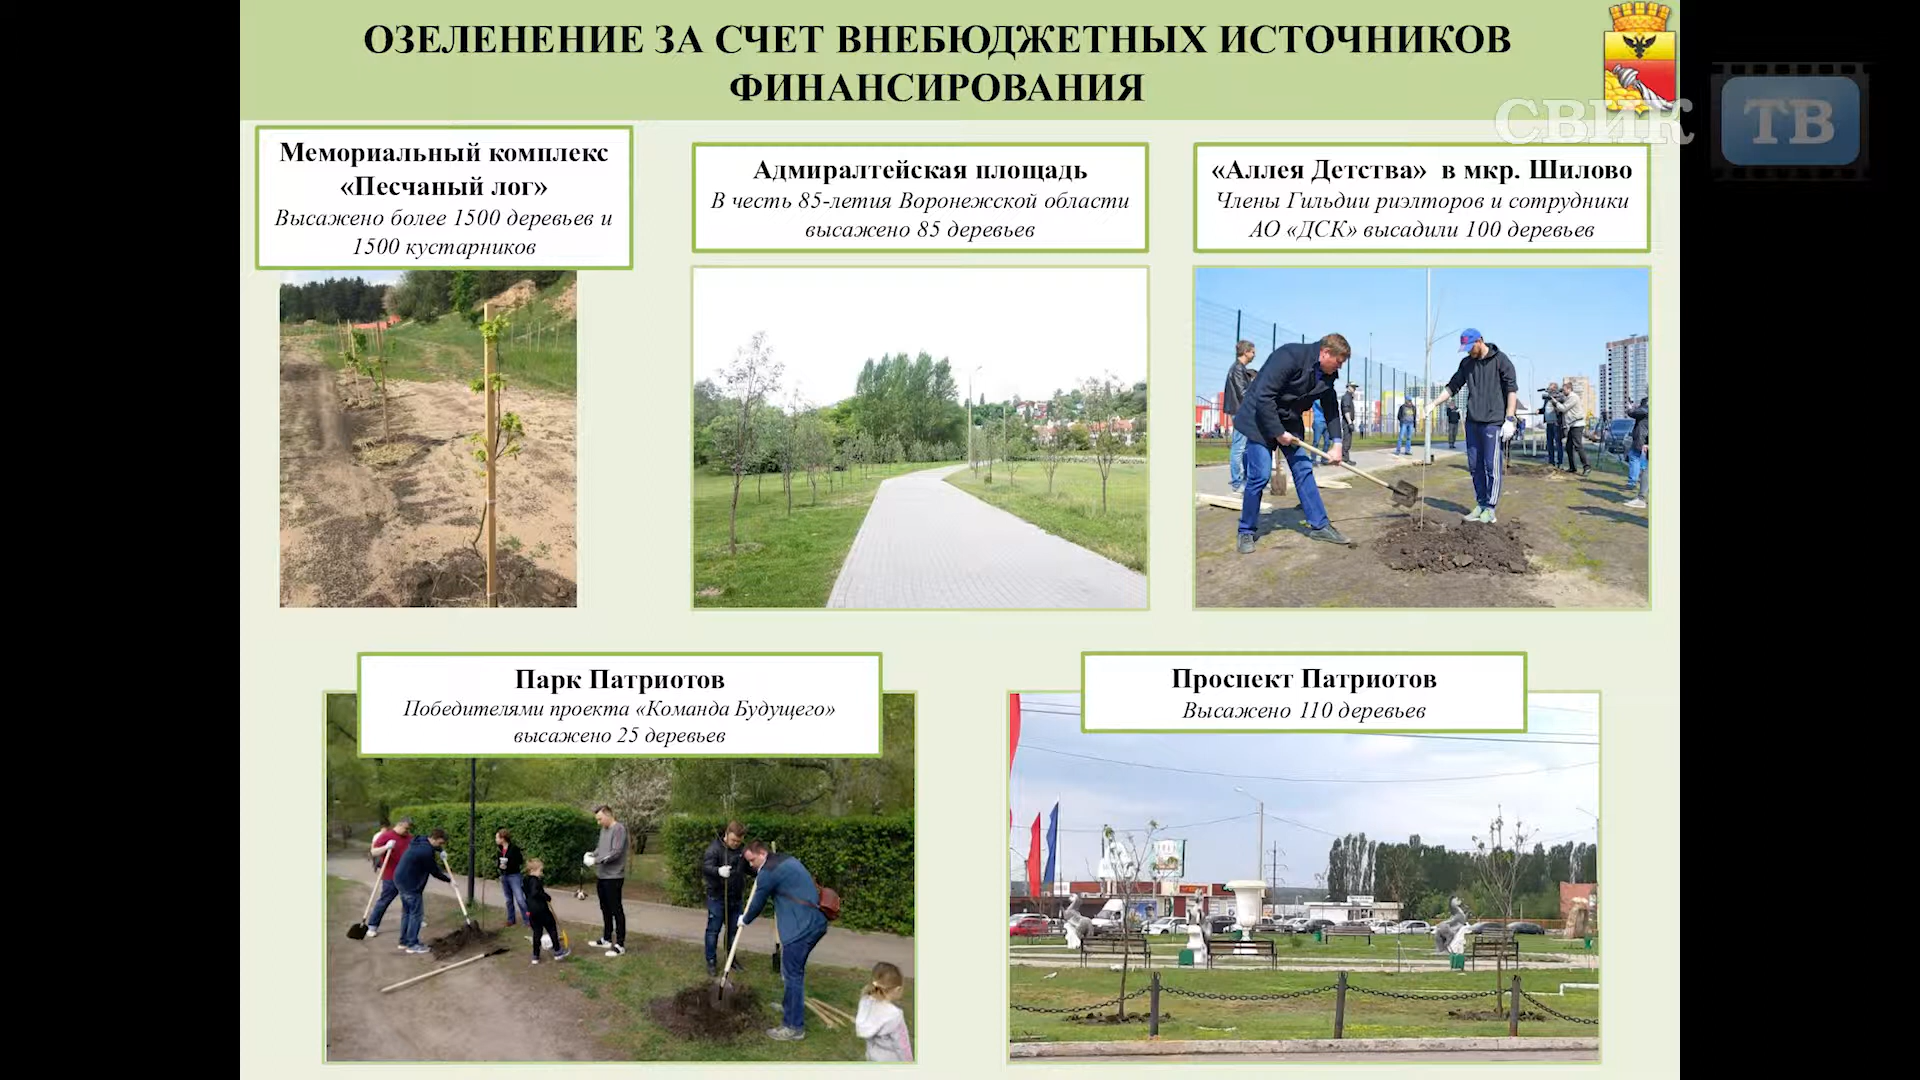 ОЗЕЛЕНЕНИЕ ЗА СЧЕТ ВНЕБЮДЖЕТНЫХ ИСТОЧНИКОВ
ФИНАНСИРОВАНИЯ
СВИК ТВ
Мемориальный комплекс
«Песчаный лог»
Высажено более 1500 деревьев и
1500 кустарников
Адмиралтейская площадь
В честь 85-летия Воронежской области
высажено 85 деревьев
«Аллея Детства» в мкр. Шилово
Члены Гильдии риэлторов и сотрудники
АО «ДСК» высадили 100 деревьев
Парк Патриотов
Победителями проекта «Команда Будущего»
высажено 25 деревьев
Проспект Патриотов
Высажено 110 деревьев